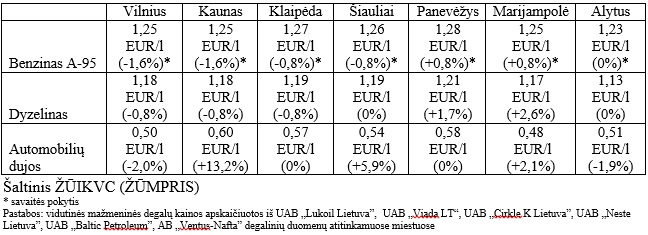 Vilnius Kaunas Klaipėda Šiauliai Panevėžys Marijampolė Alytus
1,25 1,25 1,27 1,26 1,28 1,25 1,23
EUR/l EUR/l EUR/l EUR/l EUR/l EUR/l EUR/l
Benzinas A-95 (-1,6%)* (-1,6%)* (-0,8%)* (-0,8%)* (+0,8%)* (+0,8%)* (0%)*
1,18 1,18 1,19 1,19 1,21 1,17 1,13
EUR/l EUR/l EUR/l EUR/l EUR/l EUR/l EUR/l
Dyzelinas (-0,8%) (-0,8%) (-0,8%) (0%) (+1,7%) (+2,6%) (0%)
0,50 0,60 0,57 0,54 0,58 0,48 0,51
Automobilių EUR/l EUR/l EUR/l EUR/l EUR/l EUR/l EUR/l
dujos (-2,0%) (+13,2%) (0%) (+5,9%) (0%) (+2,1%) (-1,9%)
Šaltinis ŽŪIKVC (ŽŪMPRIS)
* savaitės pokytis
Pastabos: vidutinės mažmeninės degalų kainos apskaičiuotos iš UAB „Lukoil Lietuva”, UAB „Viada LT“, UAB „Cirkle K Lietuva”, UAB „Neste
Lietuva”, UAB „Baltic Petroleum”, AB „Ventus-Nafta” degalinių duomenų atitinkamuose miestuose